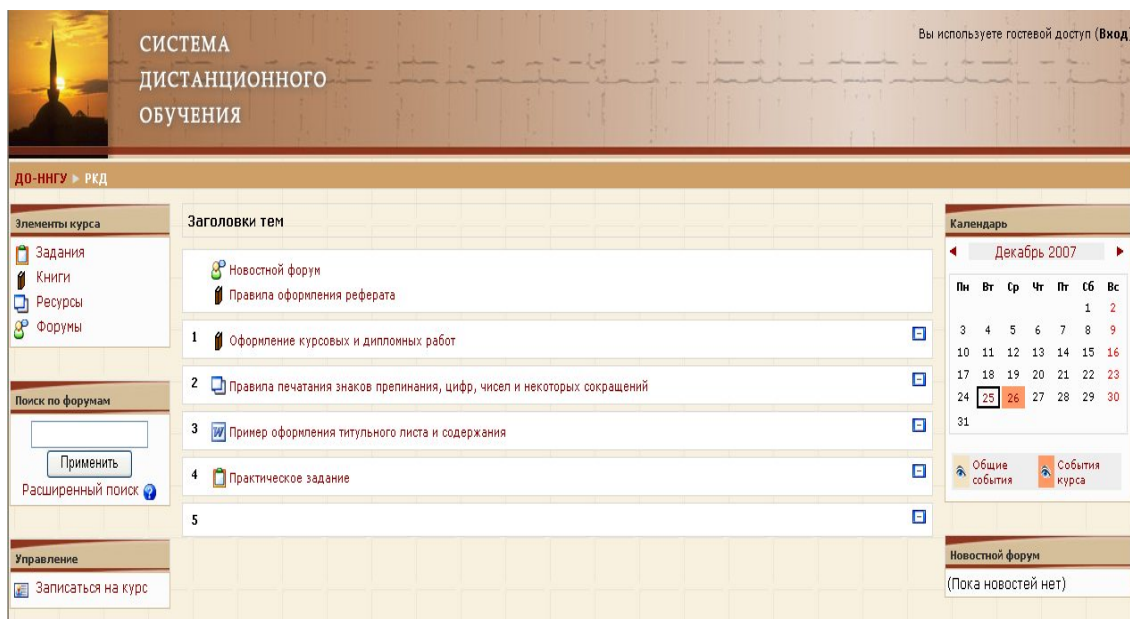 СИСТЕМА
ДИСТАНЦИОННОГО
ОБУЧЕНИЯ
Вы используете гостевой доступ (Вход)
ДО-ННГУ ► РКД
Элементы курса
Задания
Книги
Ресурсы
Форумы
Поиск по форумам
Применить
Расширенный поиск ?
Управление
Записаться на курс
Заголовки тем
Новостной форум
Правила оформления реферата
1 Оформление курсовых и дипломных работ
2 Правила печатания знаков препинания, цифр, чисел и некоторых сокращений
3 W Пример оформления титульного листа и содержания
4 Практическое задание
5
Календарь
◄ Декабрь 2007 ►
Пн Вт Ср Чт Пт Сб Вс
1 2
3 4 5 6 7 8 9
10 11 12 13 14 15 16
17 18 19 20 21 22 23
24 25 26 27 28 29 30
31
Общие события
События курса
Новостной форум
(Пока новостей нет)